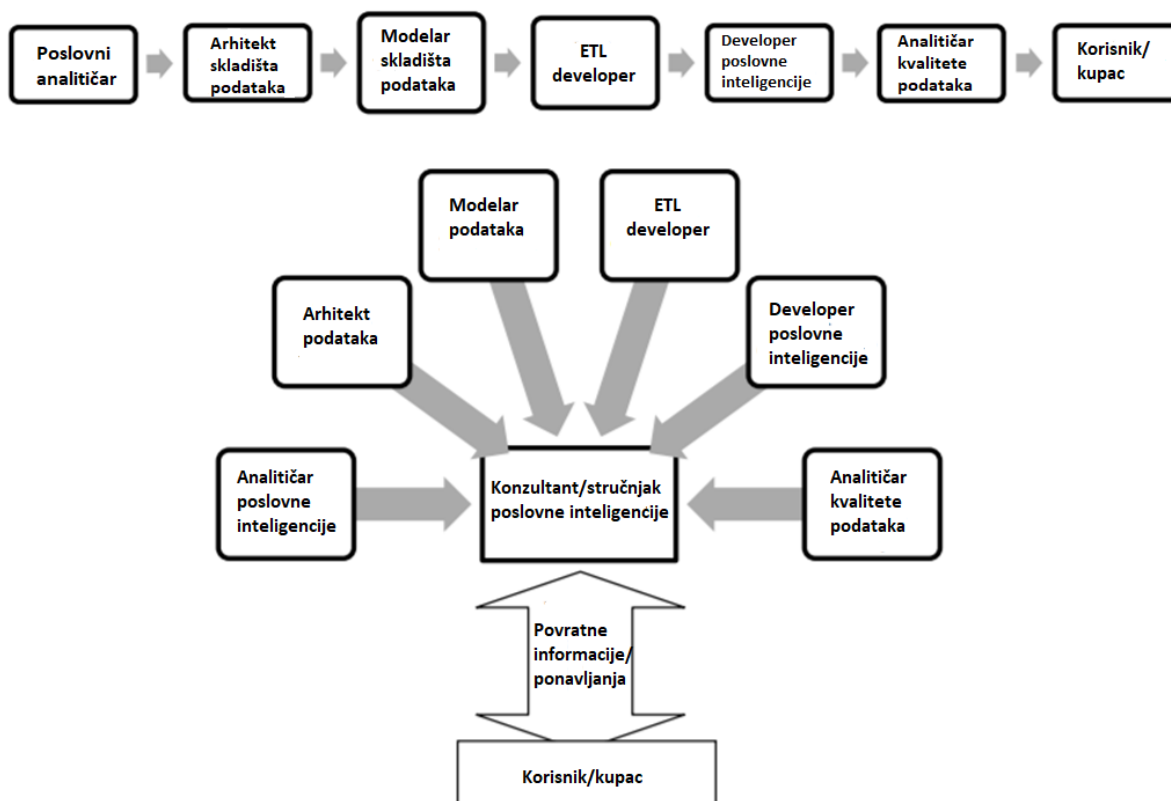 Poslovni
analitičar
Arhitekt
skladišta
podataka
Modelar
skladišta
podataka
ETL
developer
Developer
poslovne
inteligencije
Analitičar
kvalitete
podataka
Korisnik/
kupac
Modelar
podataka
ETL
developer
Arhitekt
podataka
Developer
poslovne
inteligencije
Analitičar
poslovne
inteligencije
Konzultant/stručnjak
poslovne inteligencije
Analitičar
kvalitete
podataka
Povratne
informacije/
ponavljanja
Korisnik/kupac